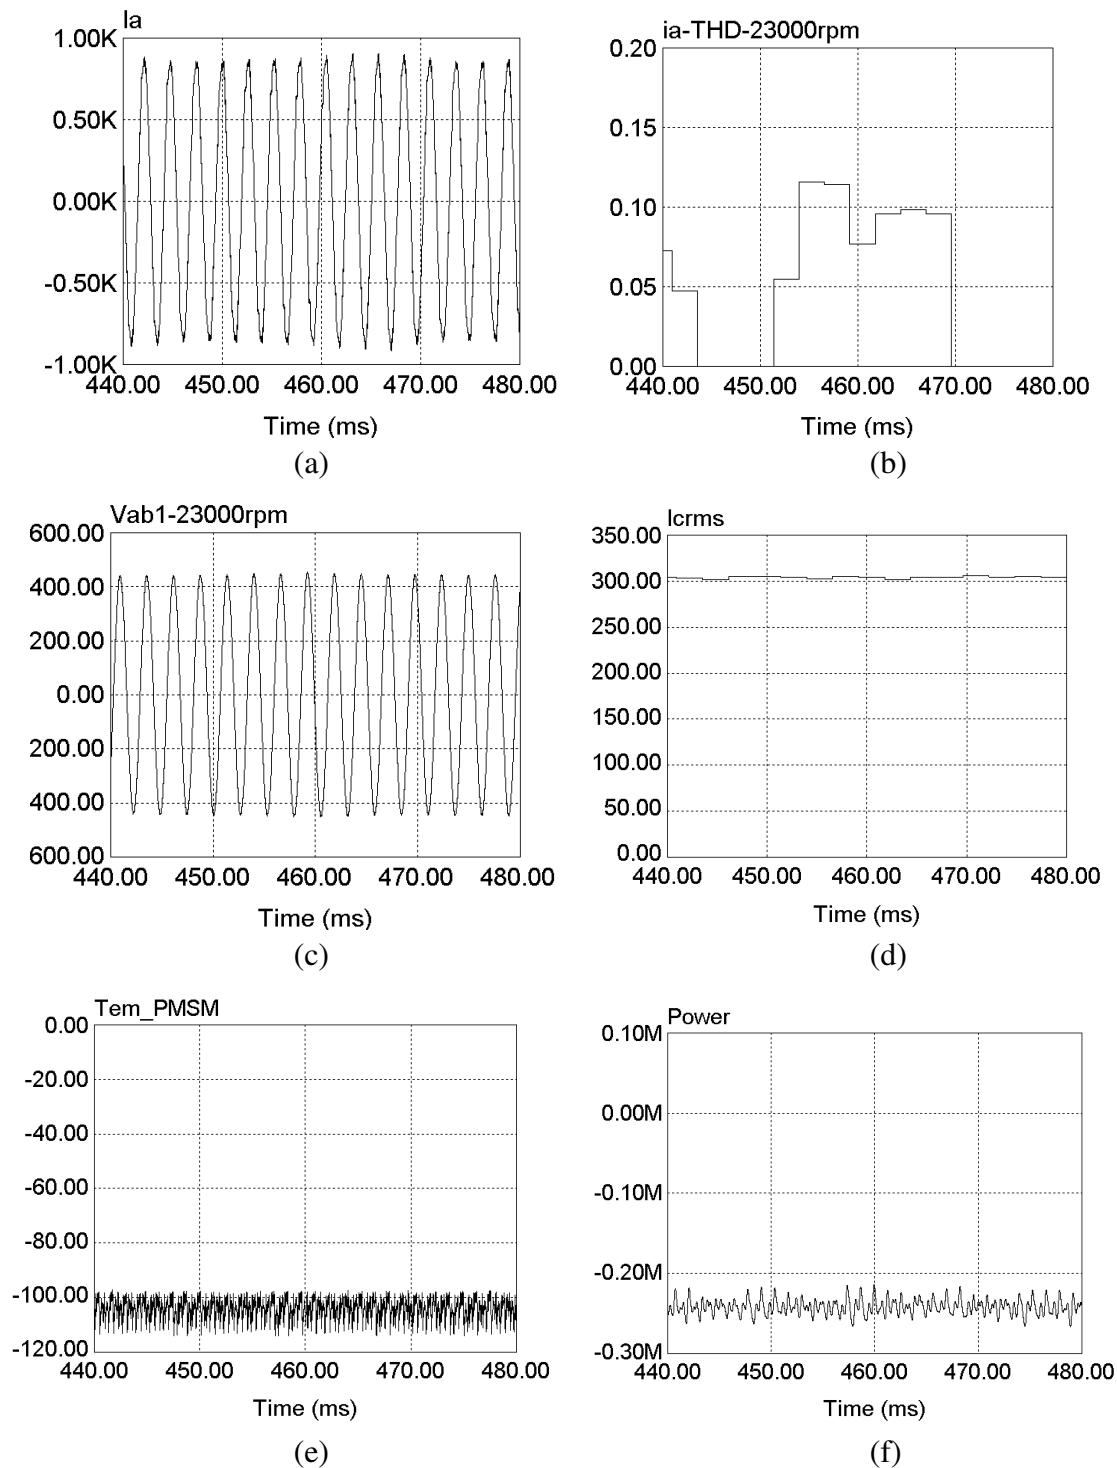 Ia
1.00K
0.50K
0.00K
-0.50K
-1.00K
440.00 450.00 460.00 470.00 480.00
Time (ms)
(a)
ia-THD-23000rpm
0.20
0.15
0.10
0.05
0.00
440.00 450.00 460.00 470.00 480.00
Time (ms)
(b)
Vab1-23000rpm
600.00
400.00
200.00
0.00
200.00
400.00
600.00
440.00 450.00 460.00 470.00 480.00
Time (ms)
(c)
Icrms
350.00
300.00
250.00
200.00
150.00
100.00
50.00
0.00
440.00 450.00 460.00 470.00 480.00
Time (ms)
(d)
Tem_PMSM
0.00
-20.00
-40.00
-60.00
-80.00
-100.00
-120.00
440.00 450.00 460.00 470.00 480.00
Time (ms)
(e)
Power
0.10M
0.00M
-0.10M
-0.20M
-0.30M
440.00 450.00 460.00 470.00 480.00
Time (ms)
(f)